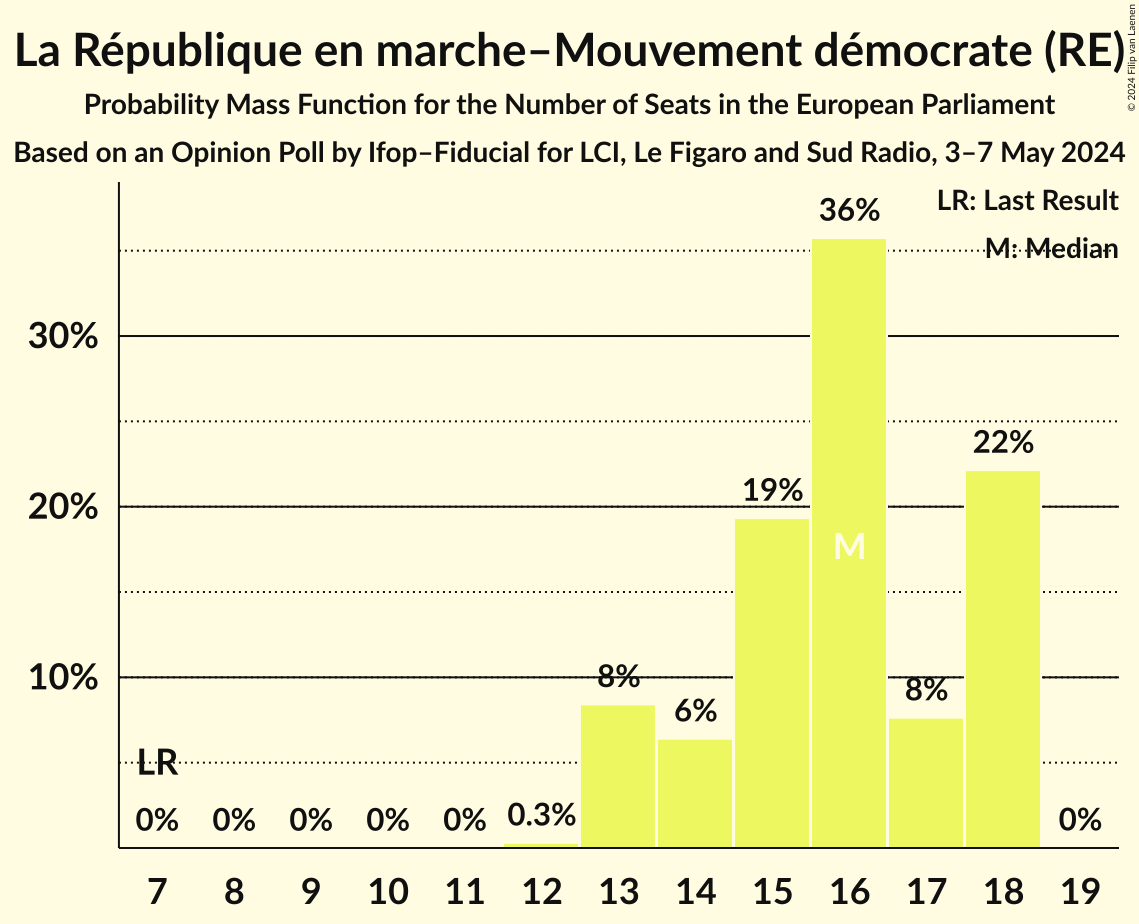 La République en marche–Mouvement démocrate (RE)
© 2024 Filip van Laenen
Probability Mass Function for the Number of Seats in the European Parliament
Based on an Opinion Poll by Ifop–Fiducial for LCI, Le Figaro and Sud Radio, 3–7 May 2024
LR: Last Result
M: Median
36%
30%
22%
20%
19%
M
10%
8%
8%
6%
LR
0% 0% 0% 0% 0% 0.3% 0%
7 8 9 10 11 12 13 14 15 16 17 18 19